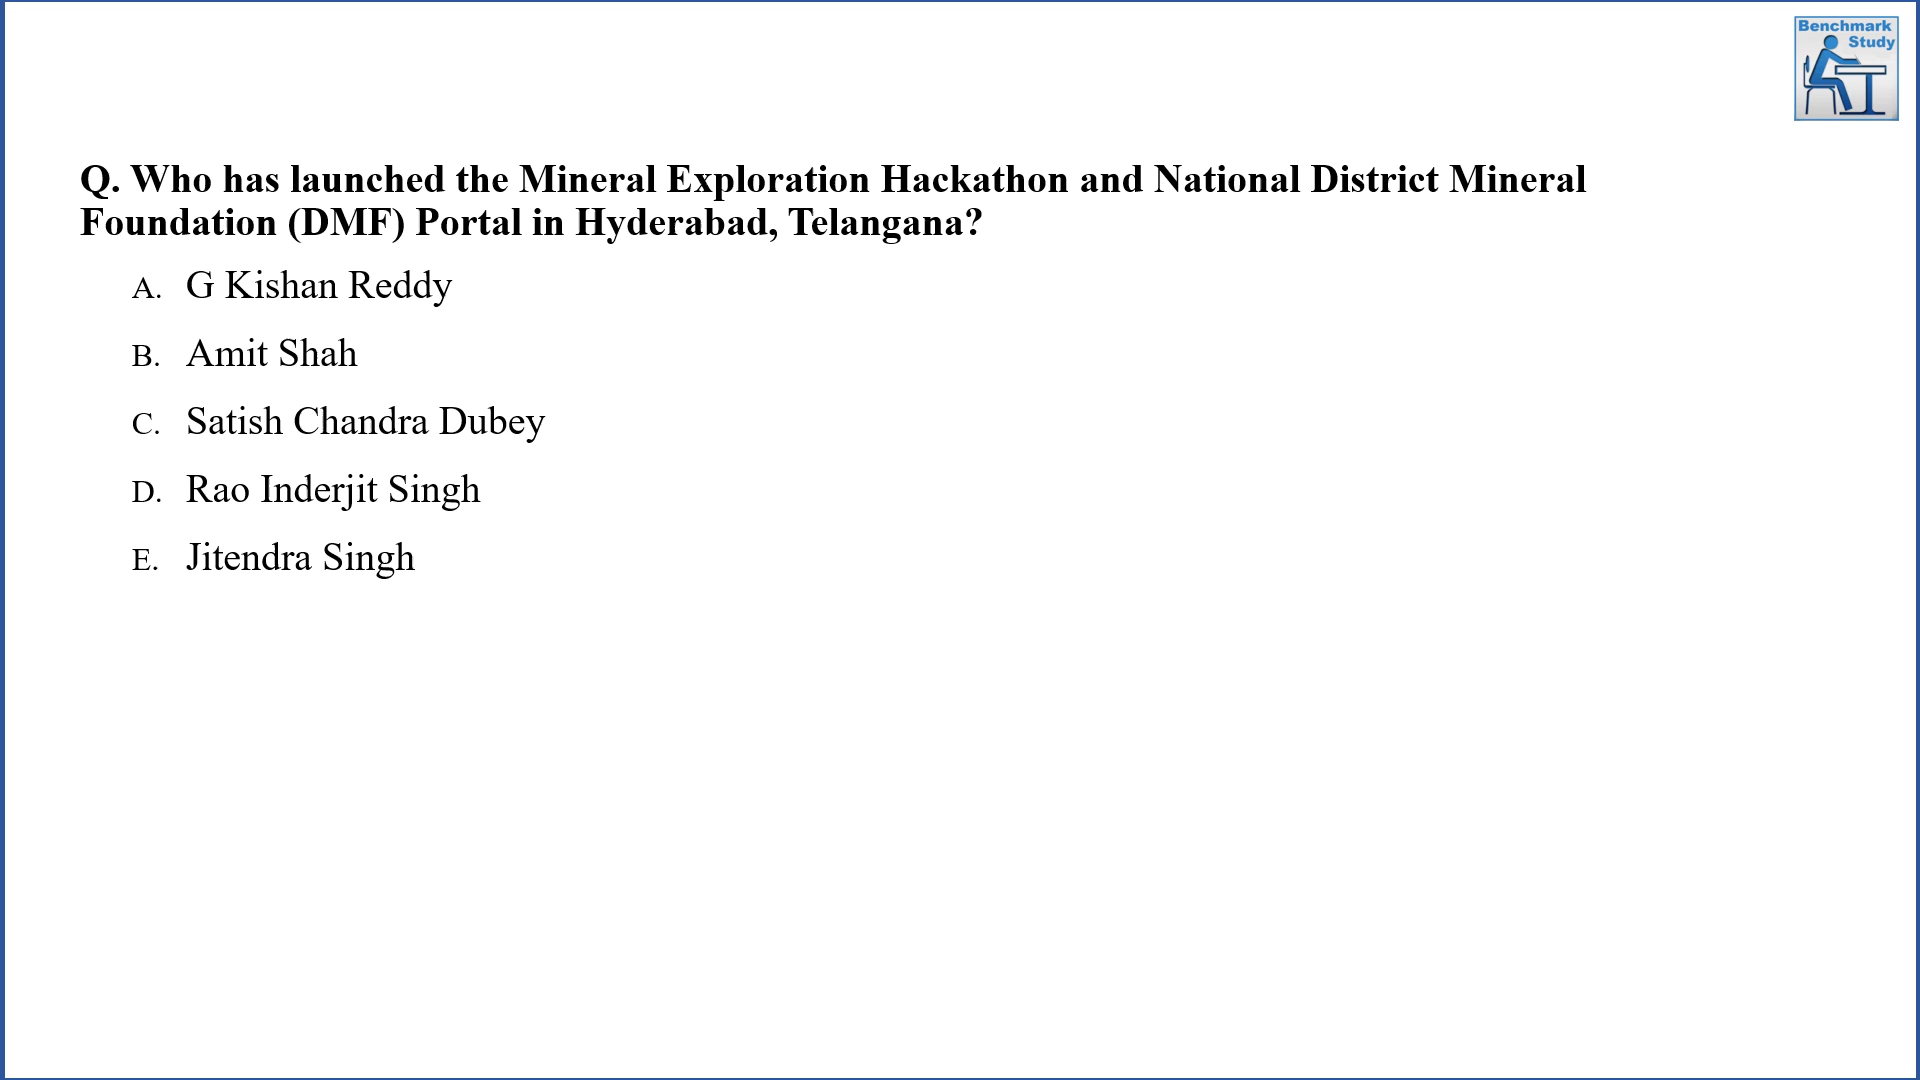 Benchmark
Study
Q. Who has launched the Mineral Exploration Hackathon and National District Mineral
Foundation (DMF) Portal in Hyderabad, Telangana?
A. G Kishan Reddy
B. Amit Shah
C. Satish Chandra Dubey
D. Rao Inderjit Singh
E. Jitendra Singh